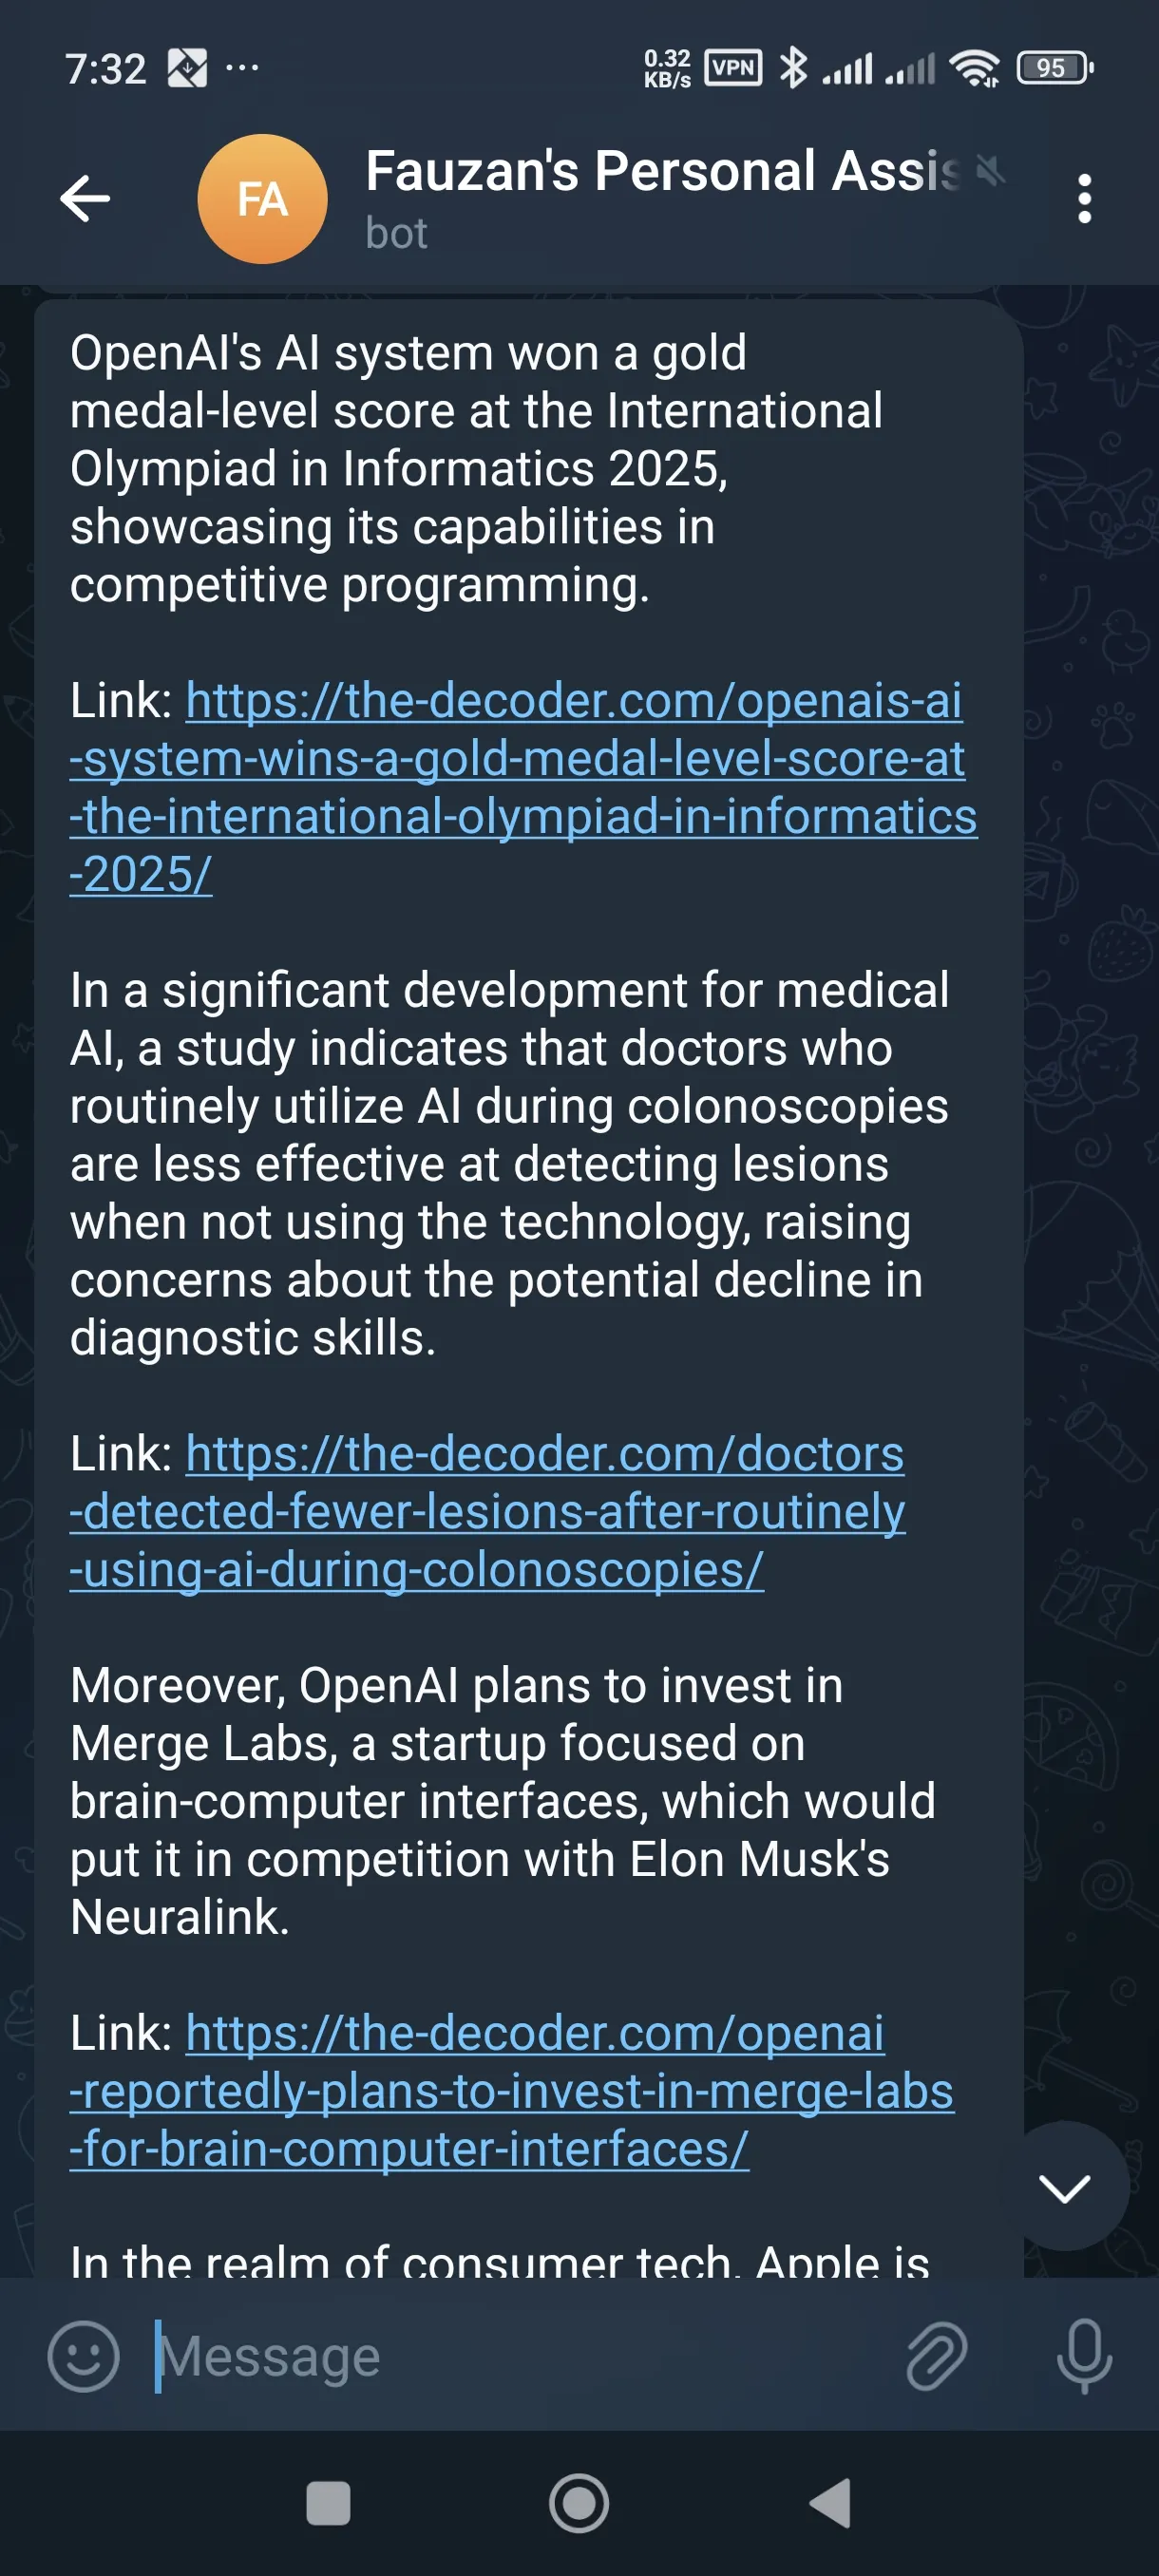 7:32 ...
0.32
KB/s
VPN
95
FA
Fauzan's Personal Assis
bot
OpenAI's AI system won a gold
medal-level score at the International
Olympiad in Informatics 2025,
showcasing its capabilities in
competitive programming.
Link: https://the-decoder.com/openais-ai
-system-wins-a-gold-medal-level-score-at
-the-international-olympiad-in-informatics
-2025/
In a significant development for medical
AI, a study indicates that doctors who
routinely utilize AI during colonoscopies
are less effective at detecting lesions
when not using the technology, raising
concerns about the potential decline in
diagnostic skills.
Link: https://the-decoder.com/doctors
-detected-fewer-lesions-after-routinely
-using-ai-during-colonoscopies/
Moreover, OpenAI plans to invest in
Merge Labs, a startup focused on
brain-computer interfaces, which would
put it in competition with Elon Musk's
Neuralink.
Link: https://the-decoder.com/openai
-reportedly-plans-to-invest-in-merge-labs
-for-brain-computer-interfaces/
In the realm of consumer tech, Apple is
Message